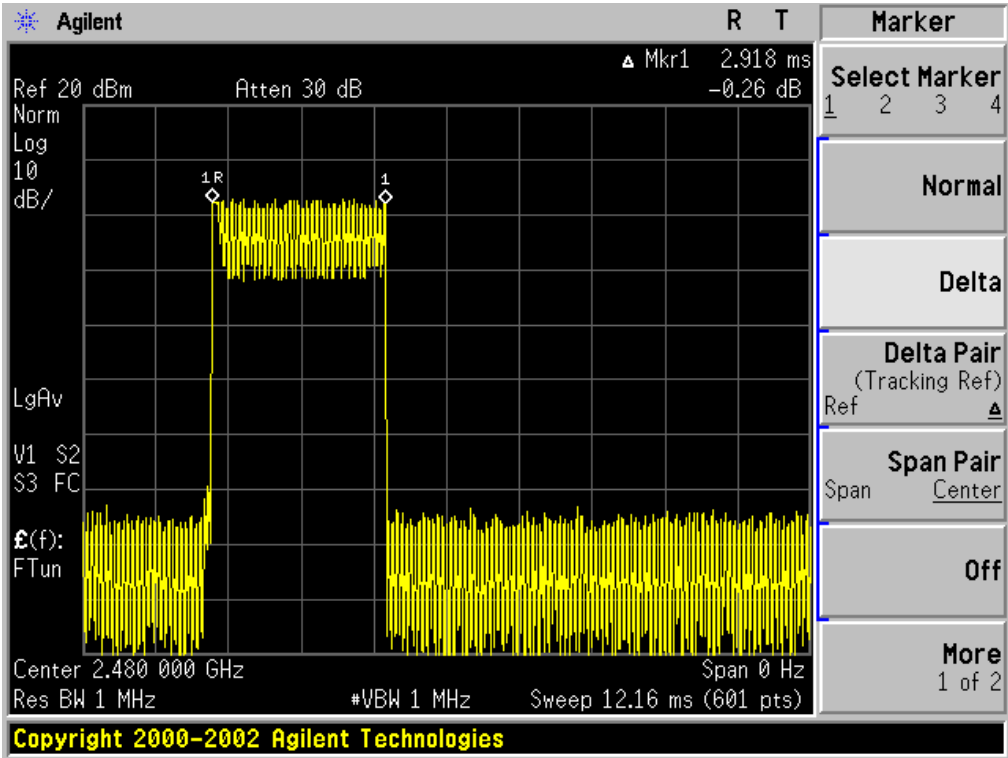 Agilent R T
Δ Mkr1 2.918 ms
Ref 20 dBm Atten 30 dB -0.26 dB
Norm
Log
10
dB/
1R
1
LgAv
V1 S2
S3 FC
£(f):
FTun
Center 2.480 000 GHz Span 0 Hz
Res BW 1 MHz #VBW 1 MHz Sweep 12.16 ms (601 pts)
Copyright 2000-2002 Agilent Technologies
Marker
Select Marker
1 2 3 4
Normal
Delta
Delta Pair
(Tracking Ref)
Ref Δ
Span Pair
Span Center
Off
More
1 of 2